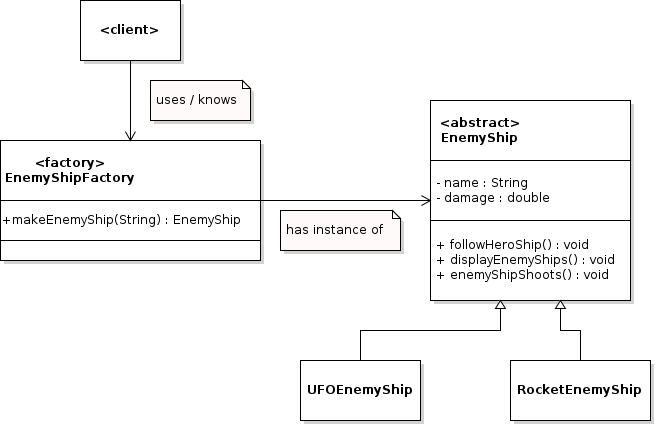 <client>
uses / knows
<factory>
EnemyShipFactory
+makeEnemyShip(String) : EnemyShip
has instance of
<abstract>
EnemyShip
- name : String
- damage : double
+ followHeroShip() : void
+ displayEnemyShips() : void
+ enemyShipShoots() : void
UFOEnemyShip
RocketEnemyShip